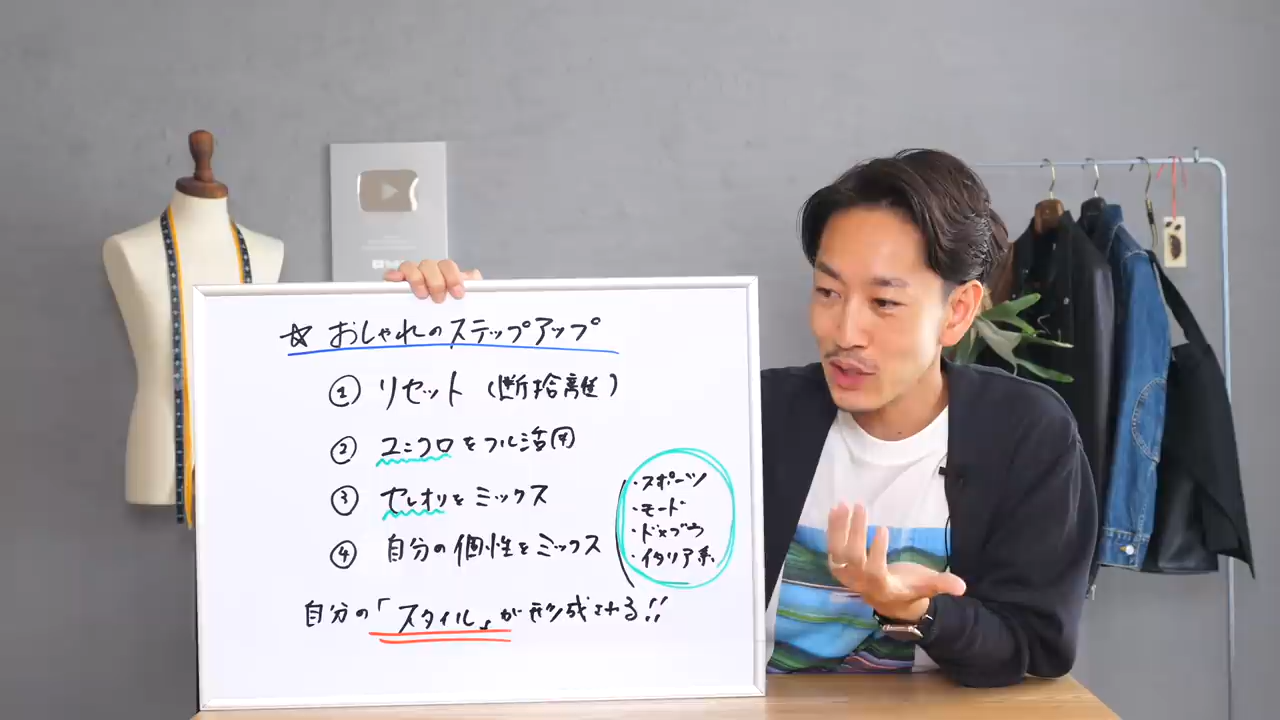 ☆ おしゃれのステップアップ
① リセット (断捨離)
② ユニクロをフル活用
③ セレオリをミックス
④ 自分の個性をミックス
・スポーツ
・モード
・ドメブラ
・イタリア系
自分の「スタイル」が形成される!!